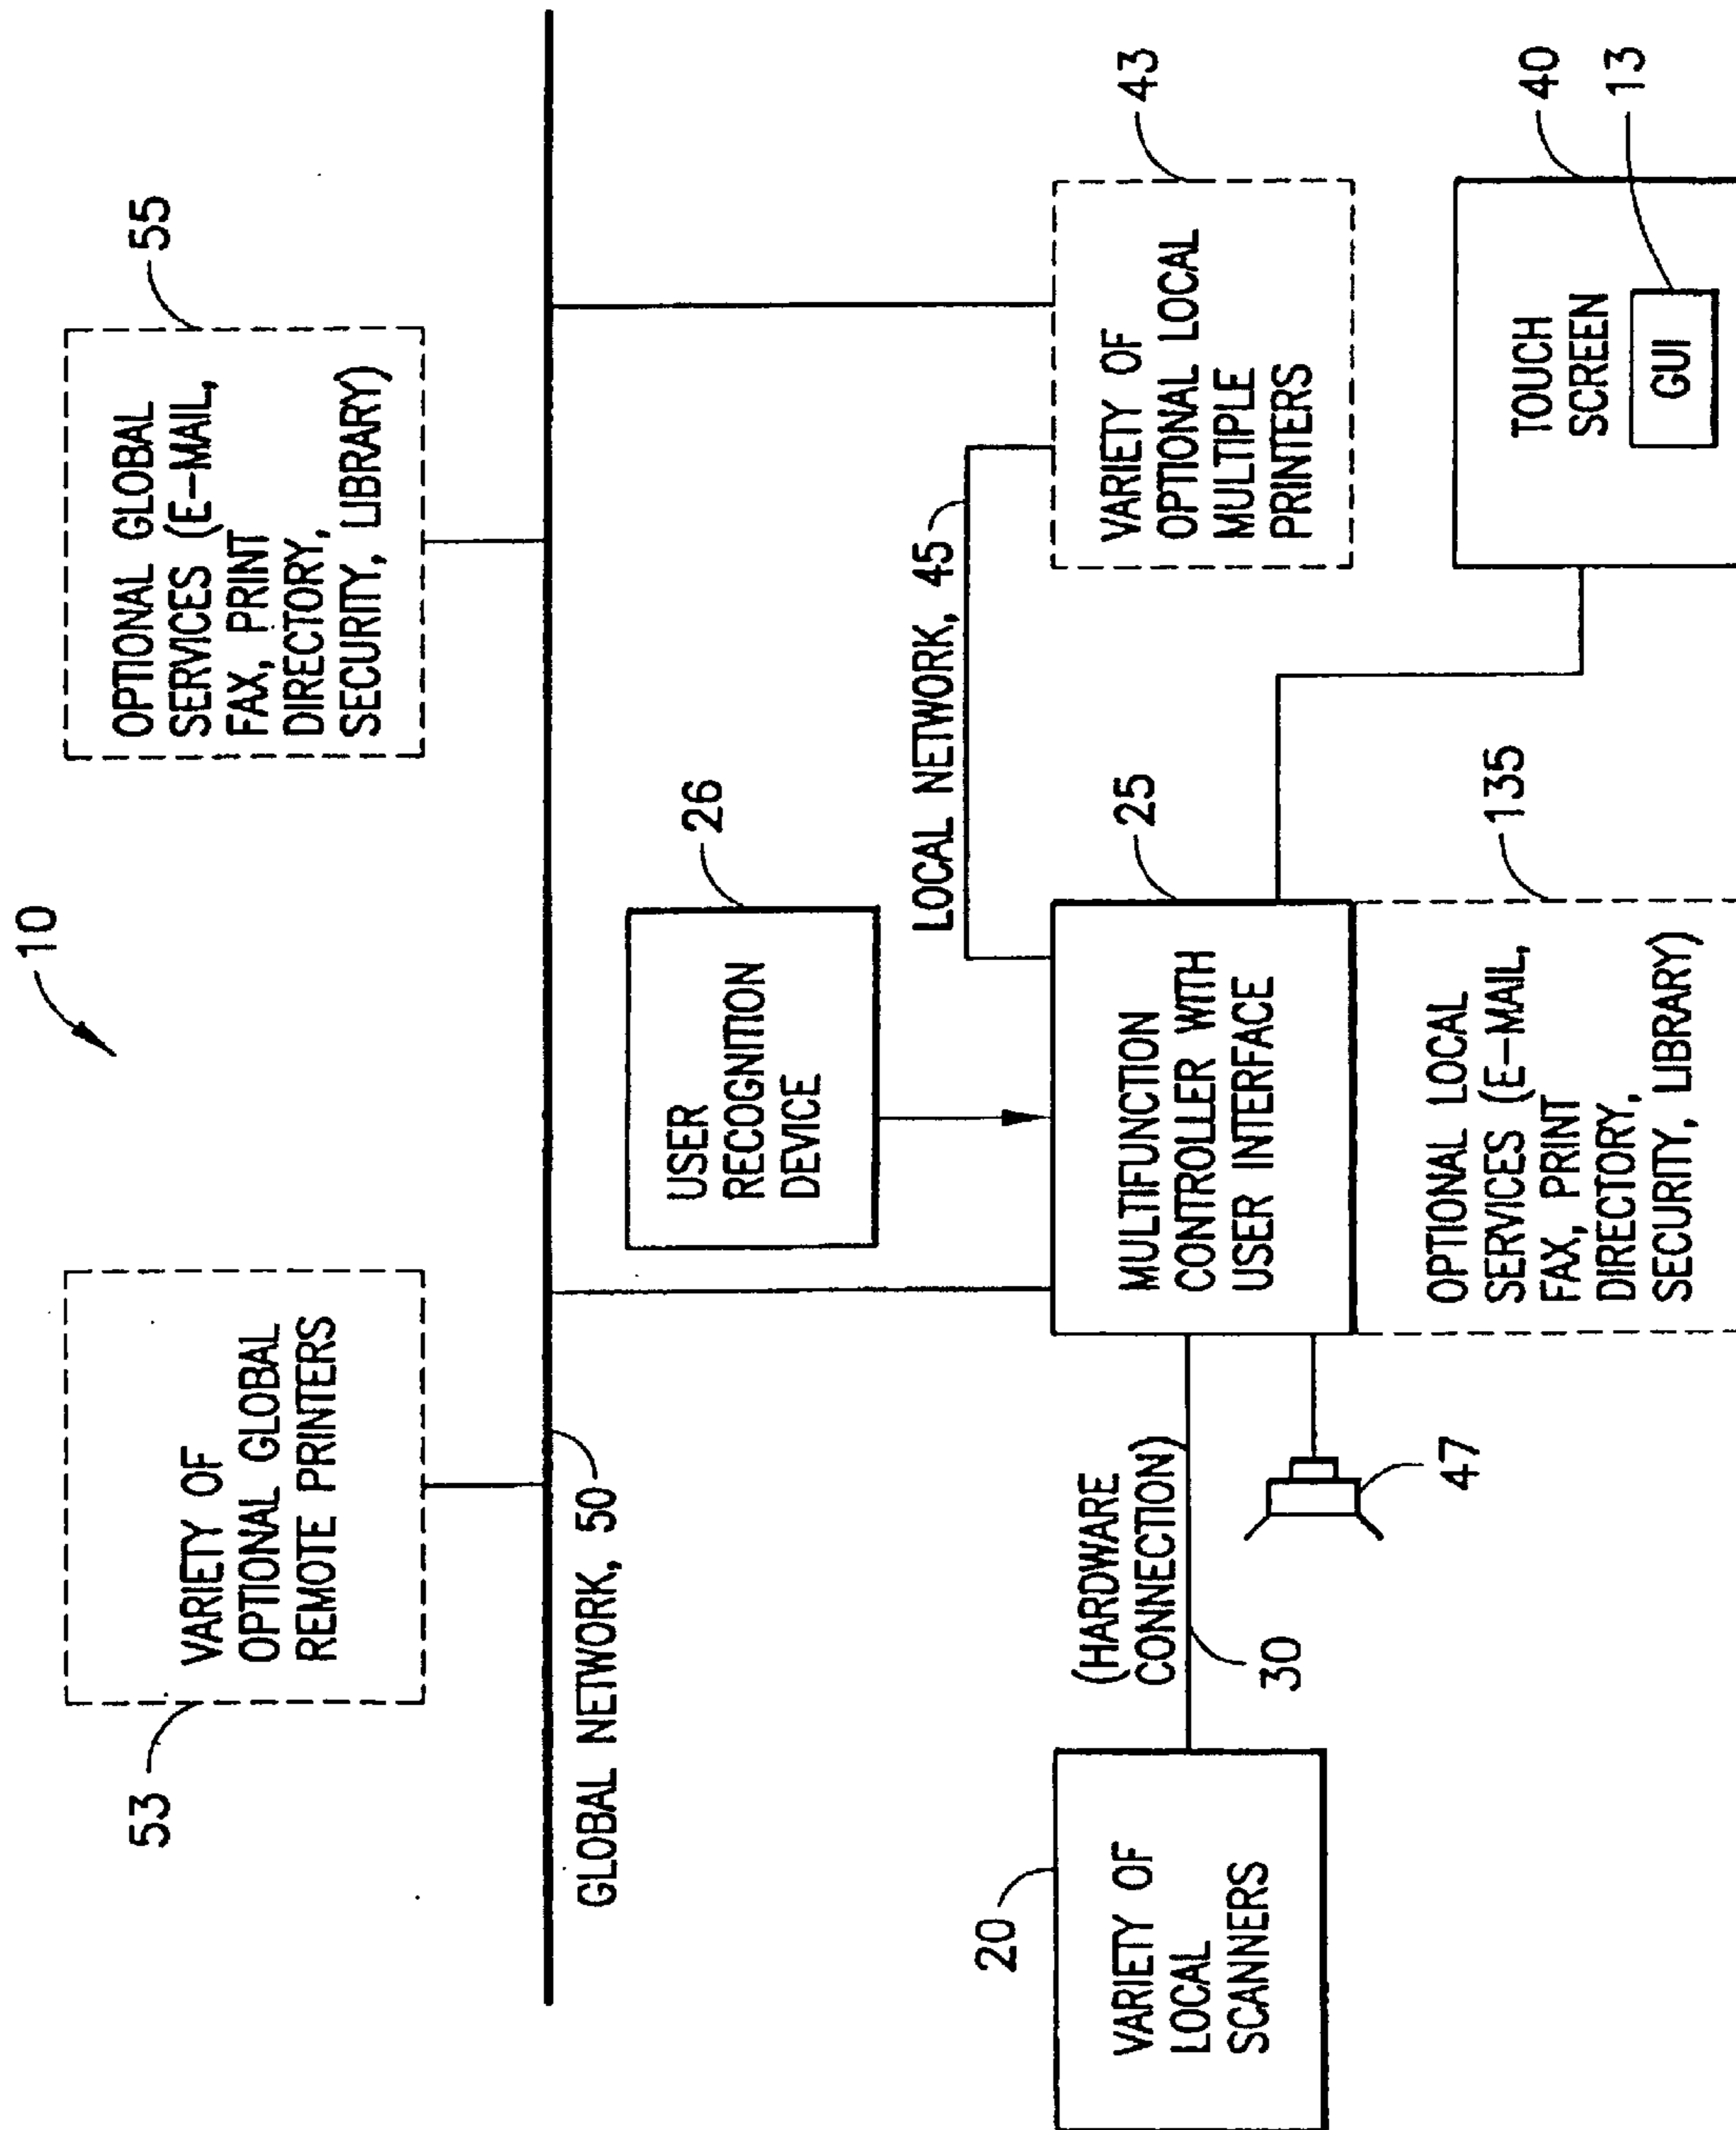 10
53
VARIETY OF
OPTIONAL GLOBAL
REMOTE PRINTERS
55
OPTIONAL GLOBAL
SERVICES (E-MAIL,
FAX, PRINT
DIRECTORY,
SECURITY, LIBRARY)
GLOBAL NETWORK, 50
26
USER
RECOGNITION
DEVICE
LOCAL NETWORK, 45
20
VARIETY OF
LOCAL
SCANNERS
(HARDWARE
CONNECTION)
30
47
25
MULTIFUNCTION
CONTROLLER WITH
USER INTERFACE
135
OPTIONAL LOCAL
SERVICES (E-MAIL,
FAX, PRINT
DIRECTORY,
SECURITY, LIBRARY)
43
VARIETY OF
OPTIONAL LOCAL
MULTIPLE
PRINTERS
40
TOUCH
SCREEN
13
GUI